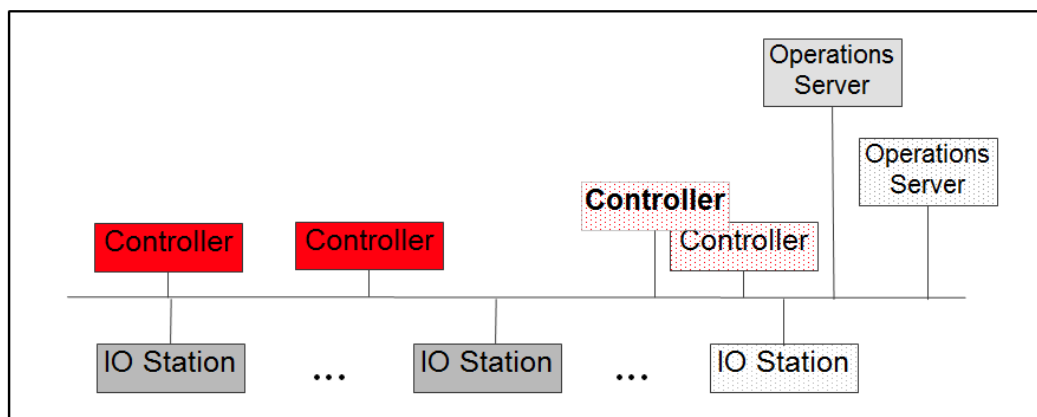 Operations
Server
Operations
Server
Controller
Controller
Controller
Controller
IO Station
...
IO Station
...
IO Station